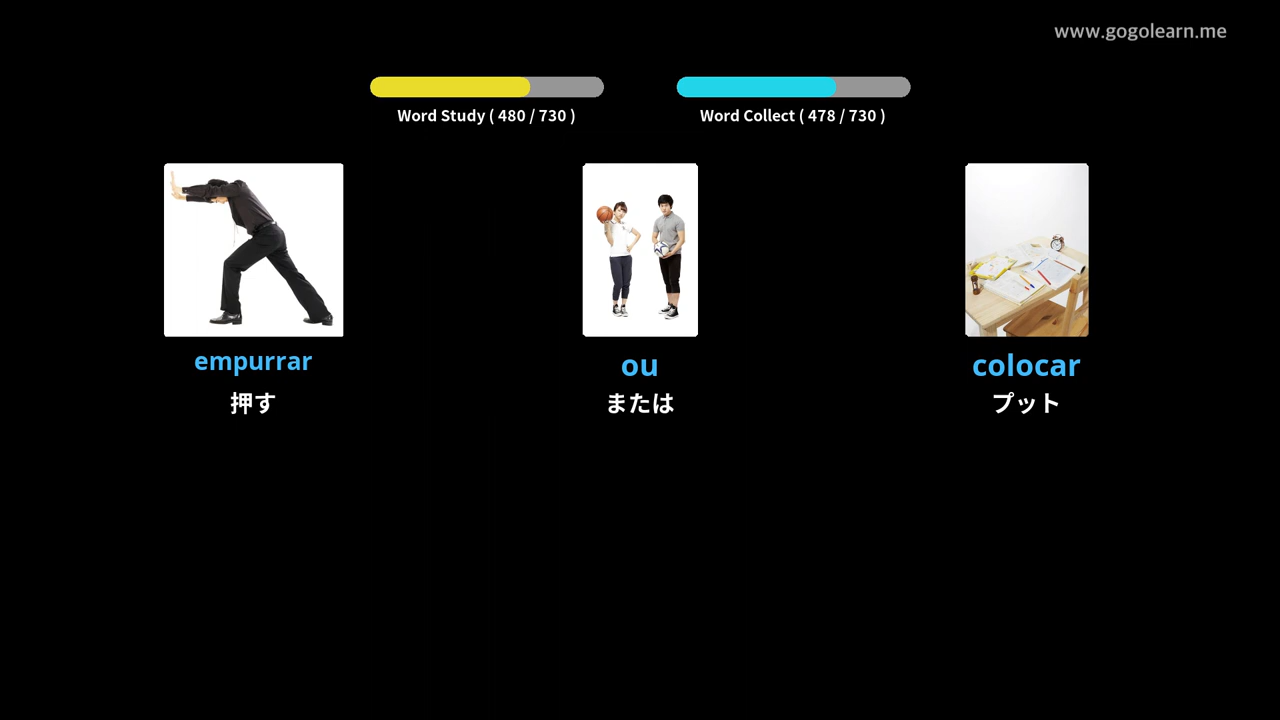 www.gogolearn.me
Word Study ( 480 / 730 )
Word Collect ( 478 / 730 )
empurrar
押す
ou
または
colocar
プット